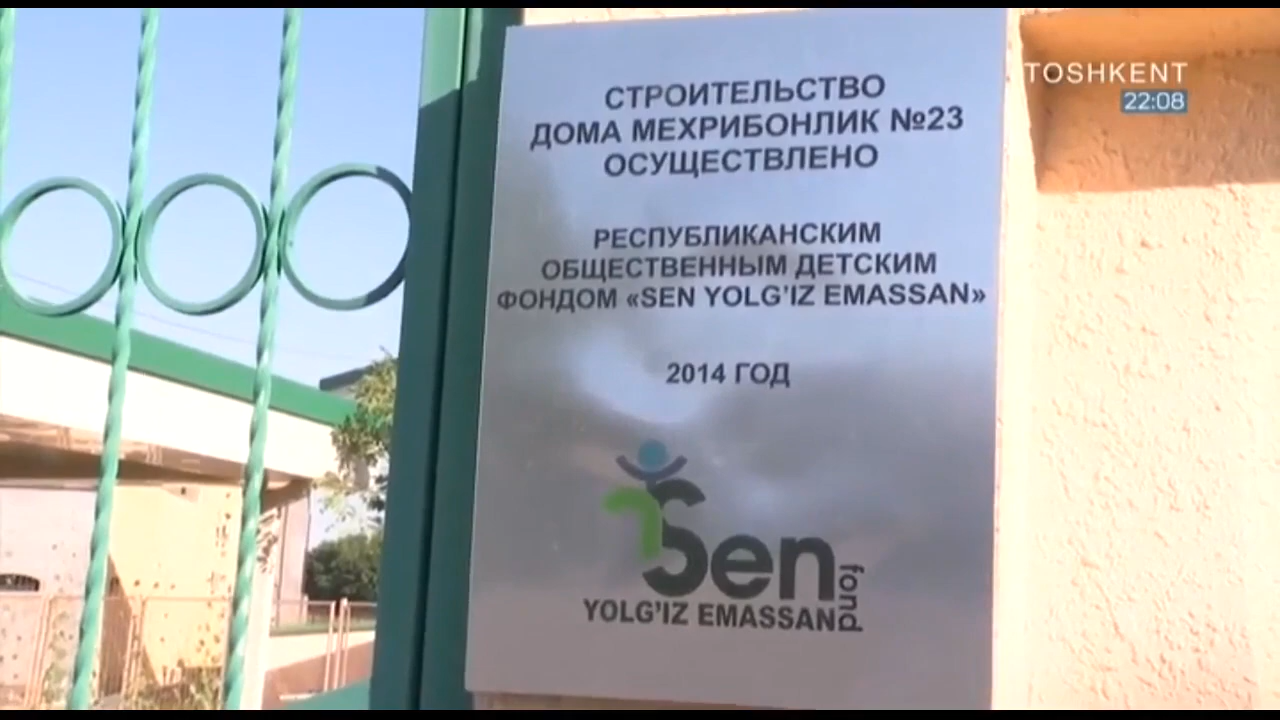 TOSHKENT
22:08
СТРОИТЕЛЬСТВО
ДОМА МЕХРИБОНЛИК №23
ОСУЩЕСТВЛЕНО
РЕСПУБЛИКАНСКИМ
ОБЩЕСТВЕННЫМ ДЕТСКИМ
ФОНДОМ «SEN YOLG'IZ EMASSAN»
2014 ГОД
Sen
fond
YOLG'IZ EMASSAN